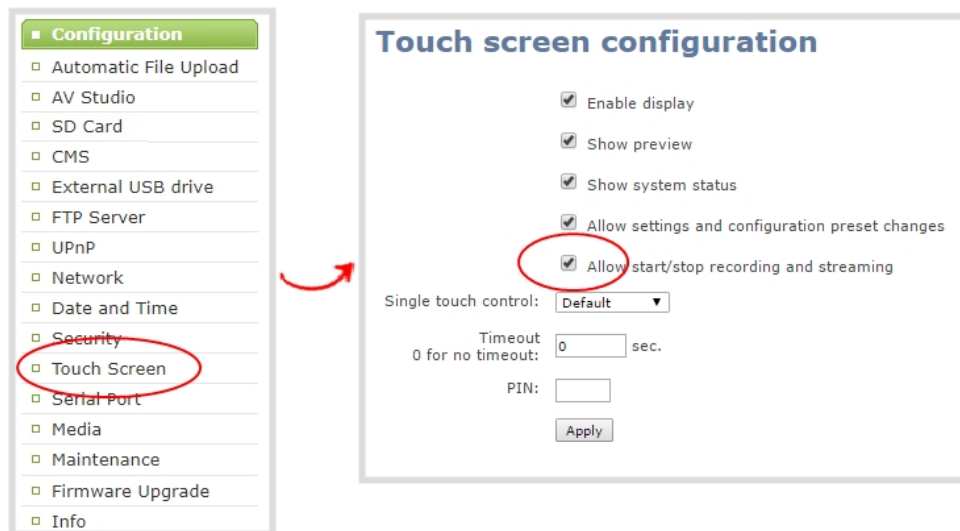 Configuration
Automatic File Upload
AV Studio
SD Card
CMS
External USB drive
FTP Server
UPnP
Network
Date and Time
Security
Touch Screen
Serial Port
Media
Maintenance
Firmware Upgrade
Info
Touch screen configuration
Enable display
Show preview
Show system status
Allow settings and configuration preset changes
Allow start/stop recording and streaming
Single touch control: Default
Timeout
0 for no timeout: 0 sec.
PIN:
Apply